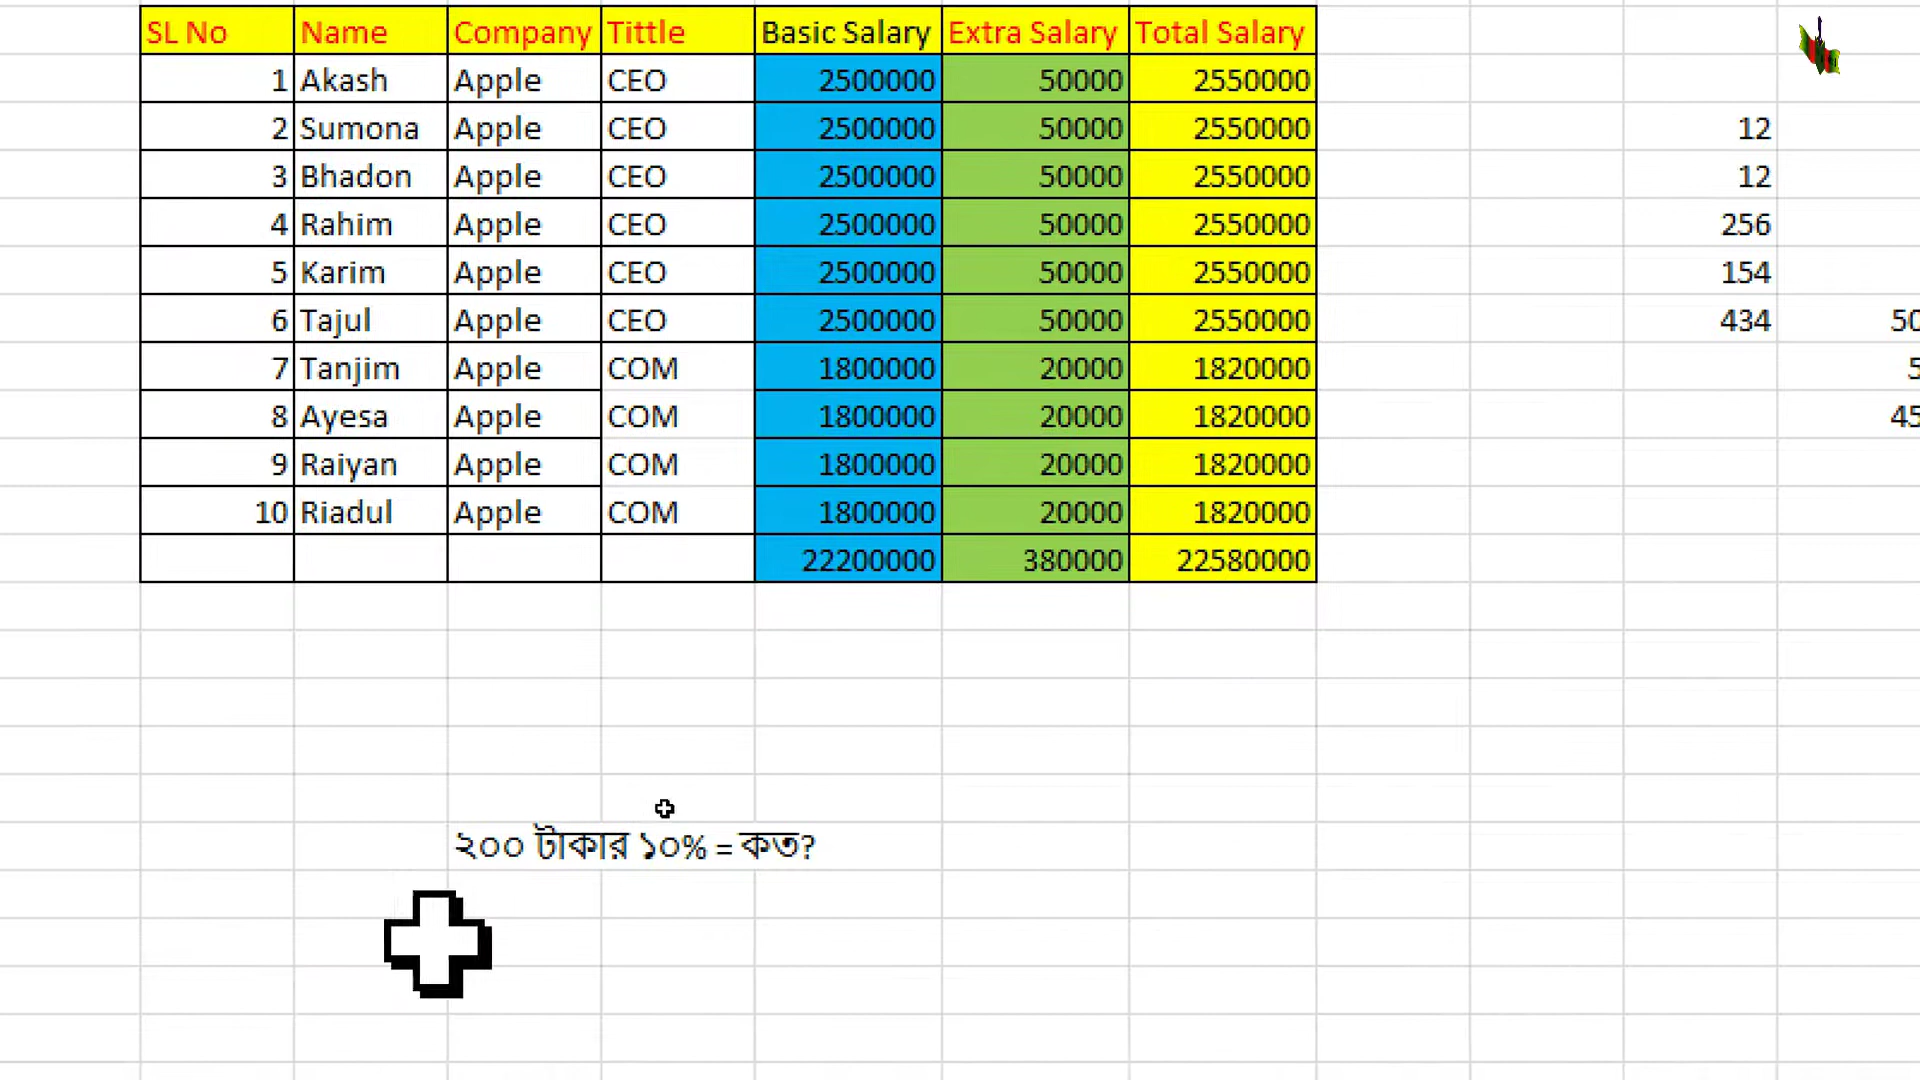 SL No Name Company Tittle Basic Salary Extra Salary Total Salary
1 Akash Apple CEO 2500000 50000 2550000
2 Sumona Apple CEO 2500000 50000 2550000 12
3 Bhadon Apple CEO 2500000 50000 2550000 12
4 Rahim Apple CEO 2500000 50000 2550000 256
5 Karim Apple CEO 2500000 50000 2550000 154
6 Tajul Apple CEO 2500000 50000 2550000 434
7 Tanjim Apple COM 1800000 20000 1820000
8 Ayesa Apple COM 1800000 20000 1820000
9 Raiyan Apple COM 1800000 20000 1820000
10 Riadul Apple COM 1800000 20000 1820000
22200000 380000 22580000
২০০ টাকার ১০% = কত?